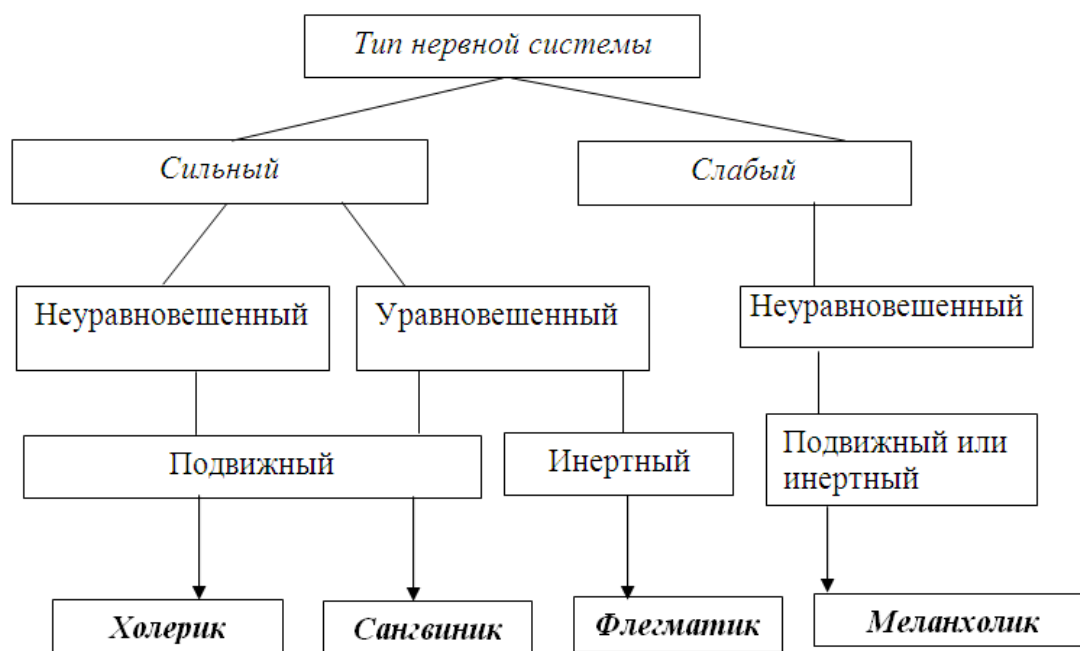 Тип нервной системы
Сильный
Слабый
Неуравновешенный
Уравновешенный
Неуравновешенный
Подвижный
Инертный
Подвижный или
инертный
Холерик
Сангвиник
Флегматик
Меланхолик